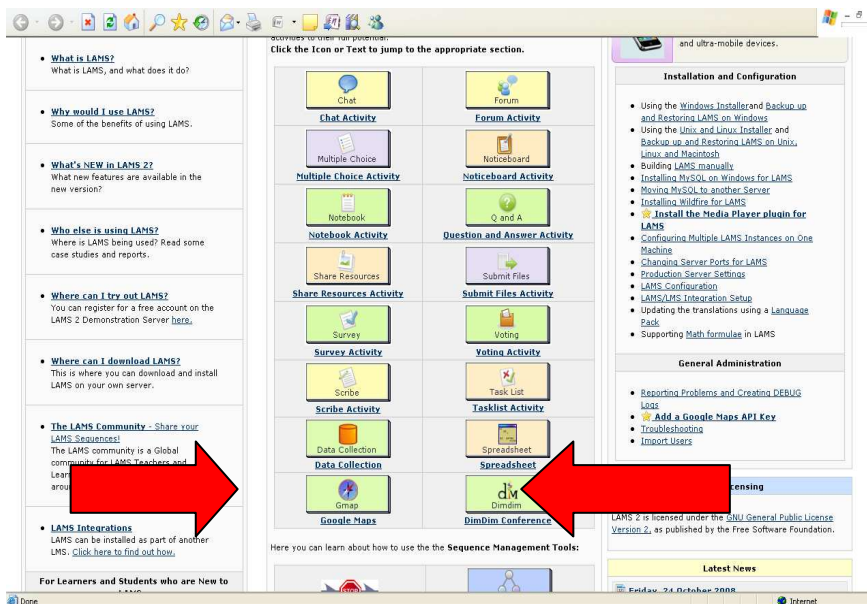 What is LAMS?
What is LAMS, and what does it do?
Why would I use LAMS?
Some of the benefits of using LAMS.
What's NEW in LAMS 2?
What new features are available in the
new version?
Who else is using LAMS?
Where is LAMS being used? Read some
case studies and reports.
Where can I try out LAMS?
You can register for a free account on the
LAMS 2 Demonstration Server here.
Where can I download LAMS?
This is where you can download and install
LAMS on your own server.
The LAMS Community - Share your
LAMS Sequences!
The LAMS community is a Global
community for LAMS Teachers and
LAMS Integrations
LAMS can be installed as part of another
LMS. Click here to find out how.
For Learners and Students who are New to
activities to their full potential.
Click the Icon or Text to jump to the appropriate section.
Chat
Forum
Chat Activity
Forum Activity
Multiple Choice
Noticeboard
Multiple Choice Activity
Noticeboard Activity
Notebook
Q and A
Notebook Activity
Question and Answer Activity
Share Resources
Submit Files
Share Resources Activity
Submit Files Activity
Survey
Voting
Survey Activity
Voting Activity
Scribe
Task List
Scribe Activity
Tasklist Activity
Data Collection
Spreadsheet
Data Collection
Spreadsheet
Gmap
Dimdim
Google Maps
DimDim Conference
Here you can learn about how to use the the Sequence Management Tools:
STOP
and ultra-mobile devices.
Installation and Configuration
Using the Windows Installerand Backup up
and Restoring LAMS on Windows
Using the Unix and Linux Installer and
Backup up and Restoring LAMS on Unix,
Linux and Macintosh
Building LAMS manually
Installing MySQL on Windows for LAMS
Moving MySQL to another Server
Installing Wildfire for LAMS
Install the Media Player plugin for
LAMS
Configuring Multiple LAMS Instances on One
Machine
Changing Server Ports for LAMS
Production Server Settings
LAMS Configuration
LAMS/LMS Integration Setup
Updating the translations using a Language
Pack
Supporting Math formulae in LAMS
General Administration
Reporting Problems and Creating DEBUG
Logs
Add a Google Maps API Key
Troubleshooting
Import Users
LAMS 2 is licensed under the GNU General Public License
Version 2, as published by the Free Software Foundation.
Latest News
Friday, 24 October 2008
Done
Internet